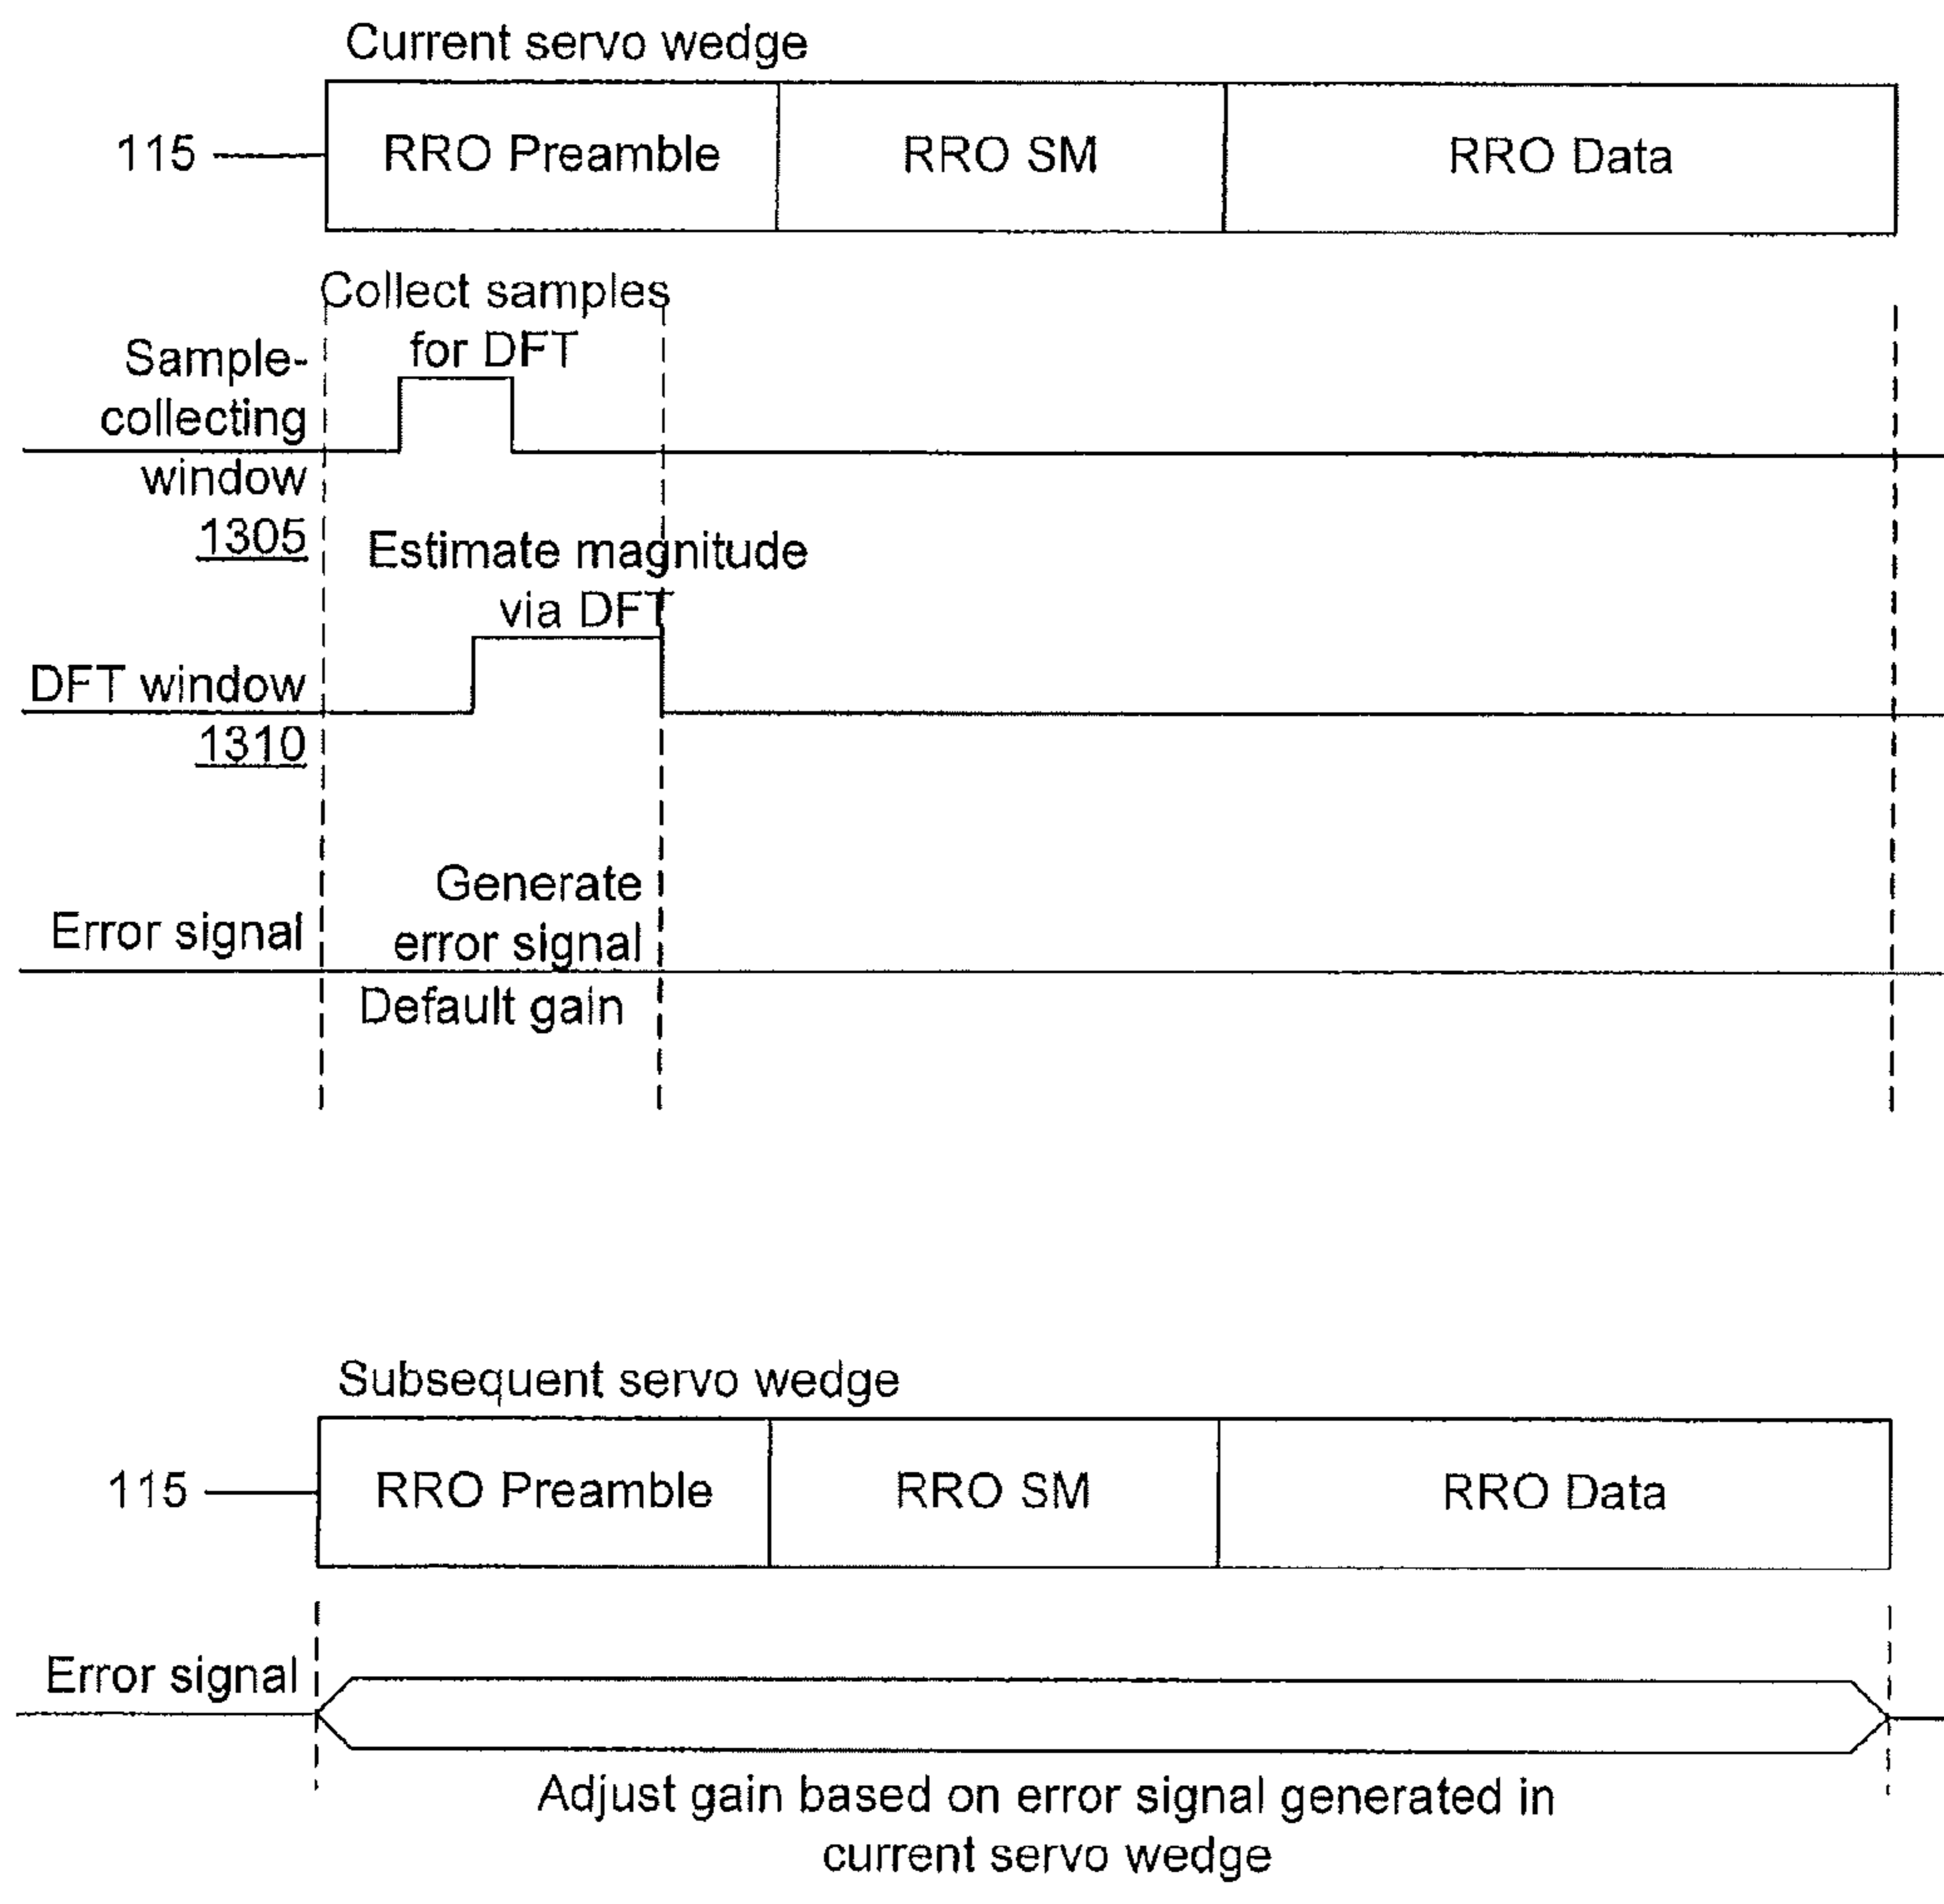 Current servo wedge
115
RRO Preamble
RRO SM
RRO Data
Collect samples
for DFT
Sample-
collecting
window
1305
Estimate magnitude
via DFT
DFT window
1310
Generate
error signal
Error signal
Default gain
Subsequent servo wedge
115
RRO Preamble
RRO SM
RRO Data
Error signal
Adjust gain based on error signal generated in
current servo wedge